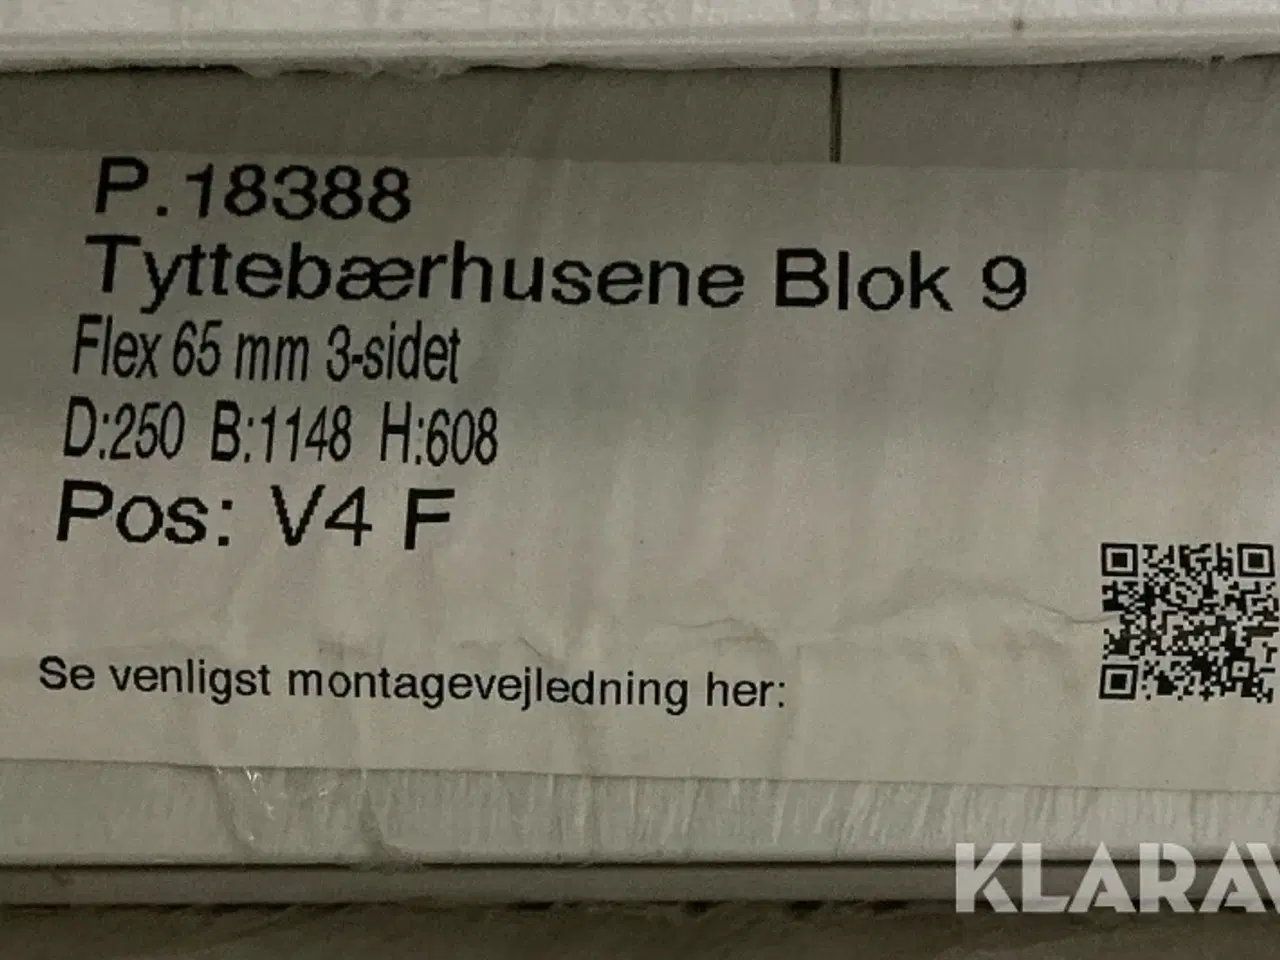 P.18388
Tyttebærhusene Blok 9
Flex 65 mm 3-sidet
D:250 B:1148 H:608
Pos: V4 F
Se venligst montagevejledning her:
KLARAV